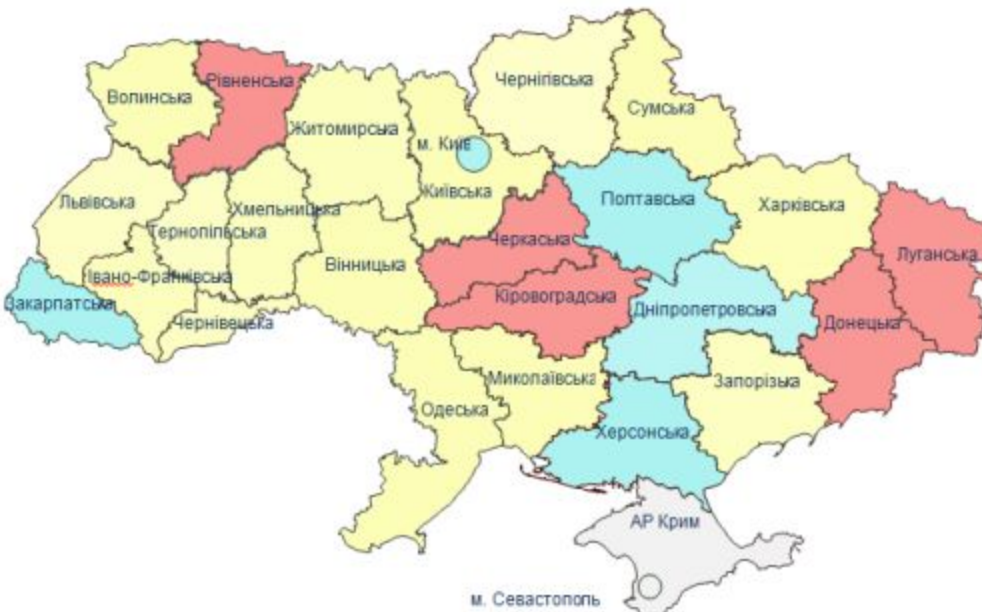 Рівненська
Волинська
Чернігівська
Сумська
Житомирська
м. Київ
Київська
Львівська
Тернопільська
Хмельницька
Полтавська
Харківська
Черкаська
Луганська
Івано-Франківська
Вінницька
Закарпатська
Кіровоградська
Дніпропетровська
Донецька
Чернівецька
Миколаївська
Запорізька
Одеська
Херсонська
АР Крим
м. Севастополь